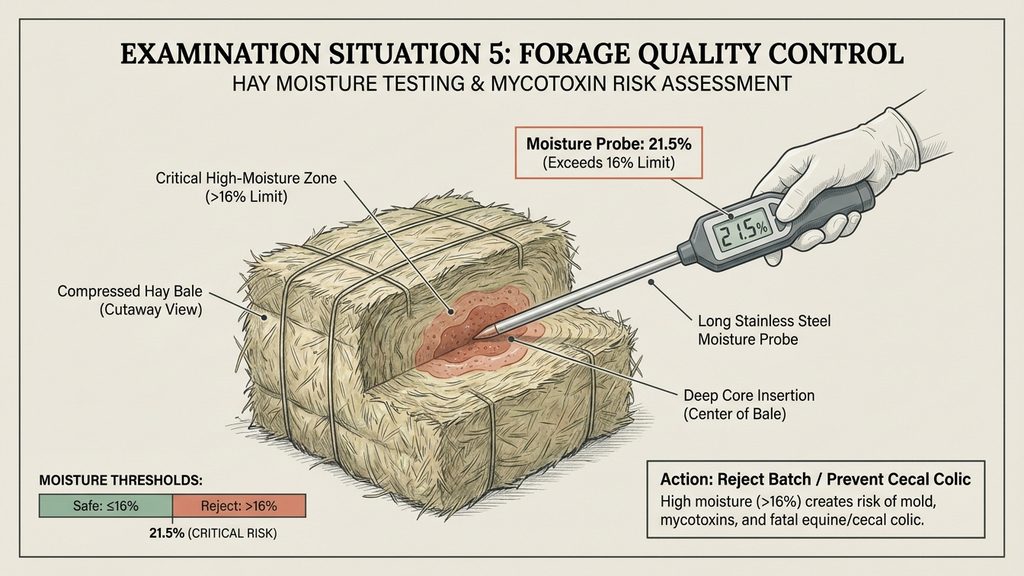 EXAMINATION SITUATION 5: FORAGE QUALITY CONTROL
HAY MOISTURE TESTING & MYCOTOXIN RISK ASSESSMENT
Moisture Probe: 21.5%
(Exceeds 16% Limit)
Critical High-Moisture Zone
(>16% Limit)
21.5%
Compressed Hay Bale
(Cutaway View)
Long Stainless Steel
Moisture Probe
Deep Core Insertion
(Center of Bale)
MOISTURE THRESHOLDS:
Safe: ≤16%
Reject: >16%
21.5% (CRITICAL RISK)
Action: Reject Batch / Prevent Cecal Colic
High moisture (>16%) creates risk of mold,
mycotoxins, and fatal equine/cecal colic.